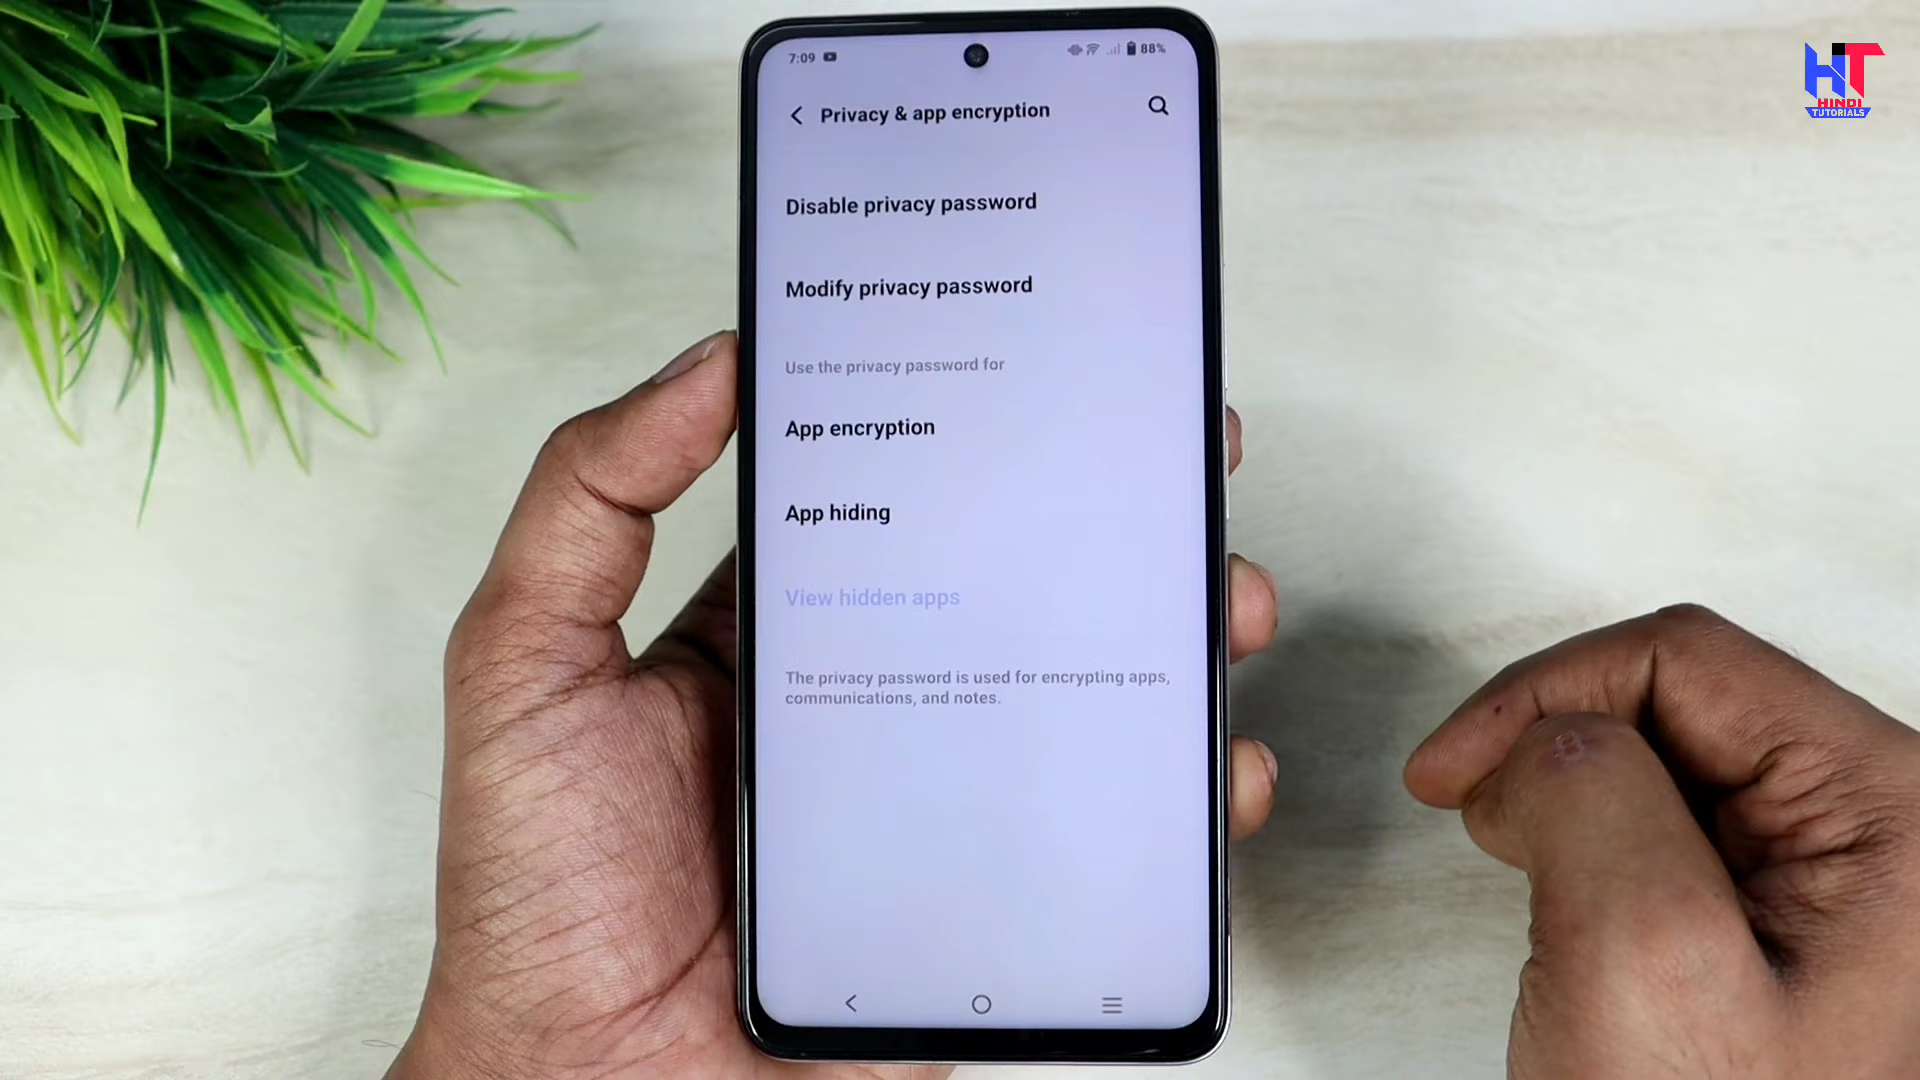 7:09
88%
Privacy & app encryption
Disable privacy password
Modify privacy password
Use the privacy password for
App encryption
App hiding
View hidden apps
The privacy password is used for encrypting apps,
communications, and notes.
HT
HINDI
TUTORIALS